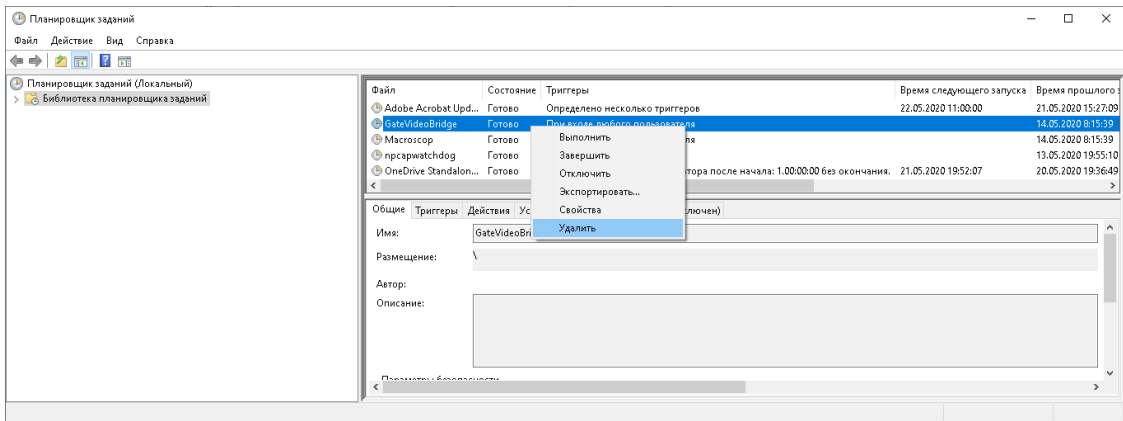 Планировщик заданий
Файл Действие Вид Справка
Планировщик заданий (Локальный)
Библиотека планировщика заданий
Файл Состояние Триггеры Время следующего запуска Время прошлого
Adobe Acrobat Upd... Готово Определено несколько триггеров 22.05.2020 11:00:00 21.05.2020 15:27:09
GateVideoBridge Готово При входе любого пользователя 14.05.2020 8:15:39
Macroscop Готово 14.05.2020 8:15:39
npcapwatchdog Готово 13.05.2020 19:55:10
OneDrive Standalon... Готово после начала: 1.00:00:00 без окончания. 21.05.2020 19:52:07 20.05.2020 19:36:49
Выполнить
Завершить
Отключить
Экспортировать...
Свойства
Удалить
Общие Триггеры Действия
Имя: GateVideoBri
Размещение: \
Автор:
Описание:
Параметры безопасности